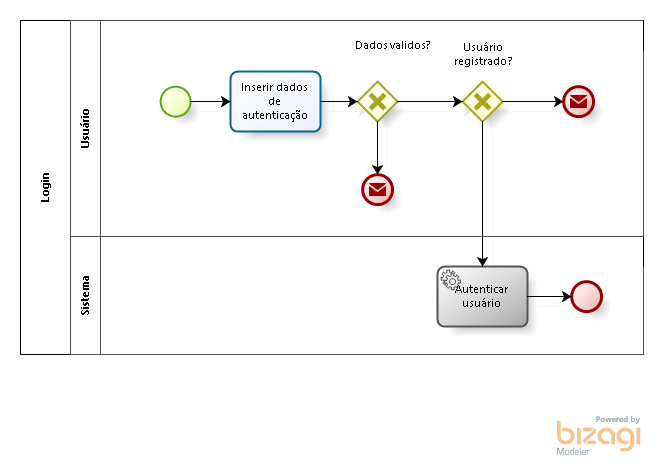 Dados validos?
Usuário
registrado?
Inserir dados
de
autenticação
Usuário
Login
Sistema
Autenticar
usuário
Powered by
bizagi
Modeler